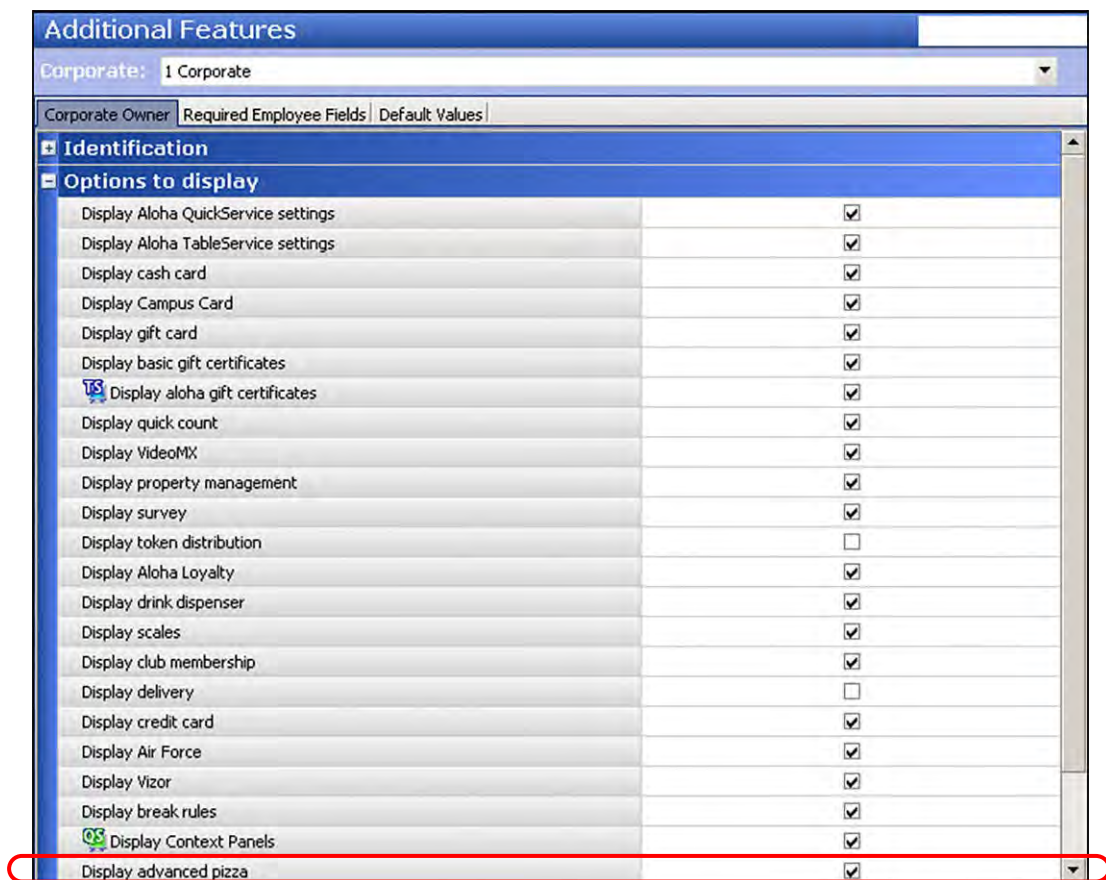 Additional Features
Corporate: 1 Corporate
Corporate Owner Required Employee Fields Default Values
Identification
Options to display
Display Aloha QuickService settings
Display Aloha TableService settings
Display cash card
Display Campus Card
Display gift card
Display basic gift certificates
TS Display aloha gift certificates
Display quick count
Display VideoMX
Display property management
Display survey
Display token distribution
Display Aloha Loyalty
Display drink dispenser
Display scales
Display club membership
Display delivery
Display credit card
Display Air Force
Display Vizor
Display break rules
QS Display Context Panels
Display advanced pizza